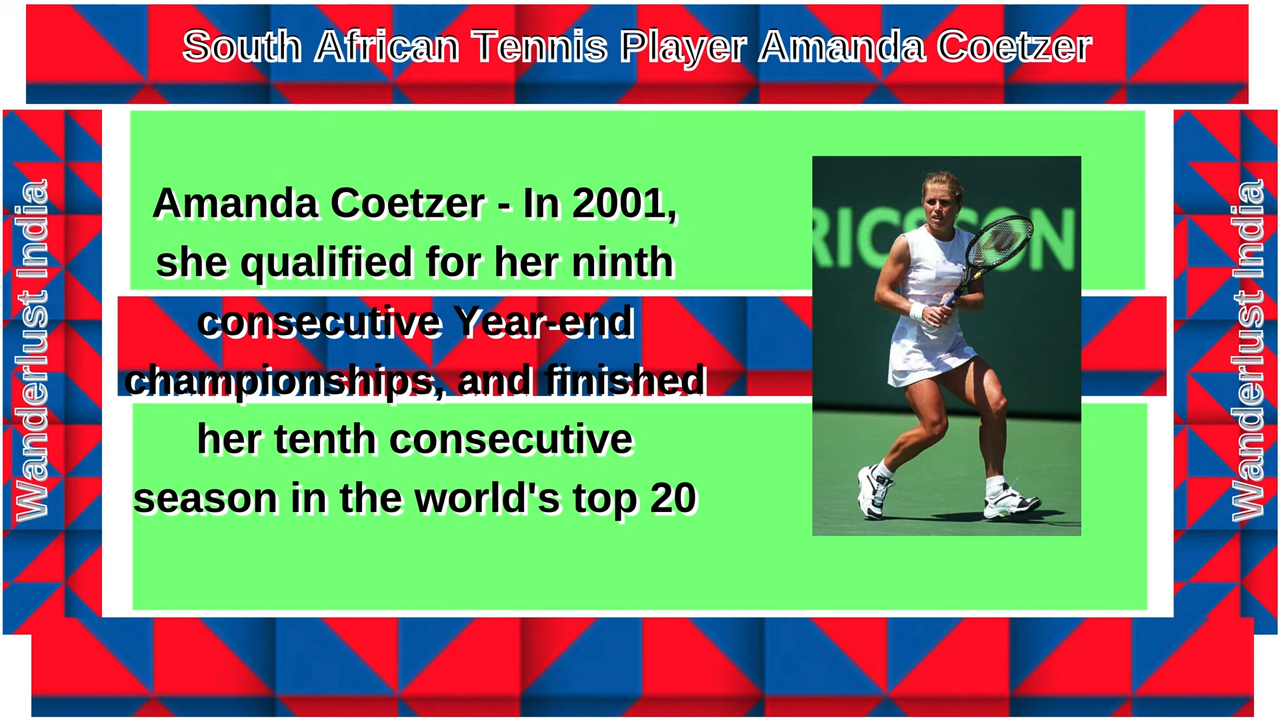 South African Tennis Player Amanda Coetzer
Wanderlust India
Amanda Coetzer - In 2001,
she qualified for her ninth
consecutive Year-end
championships, and finished
her tenth consecutive
season in the world's top 20
RICSSON
Wanderlust India